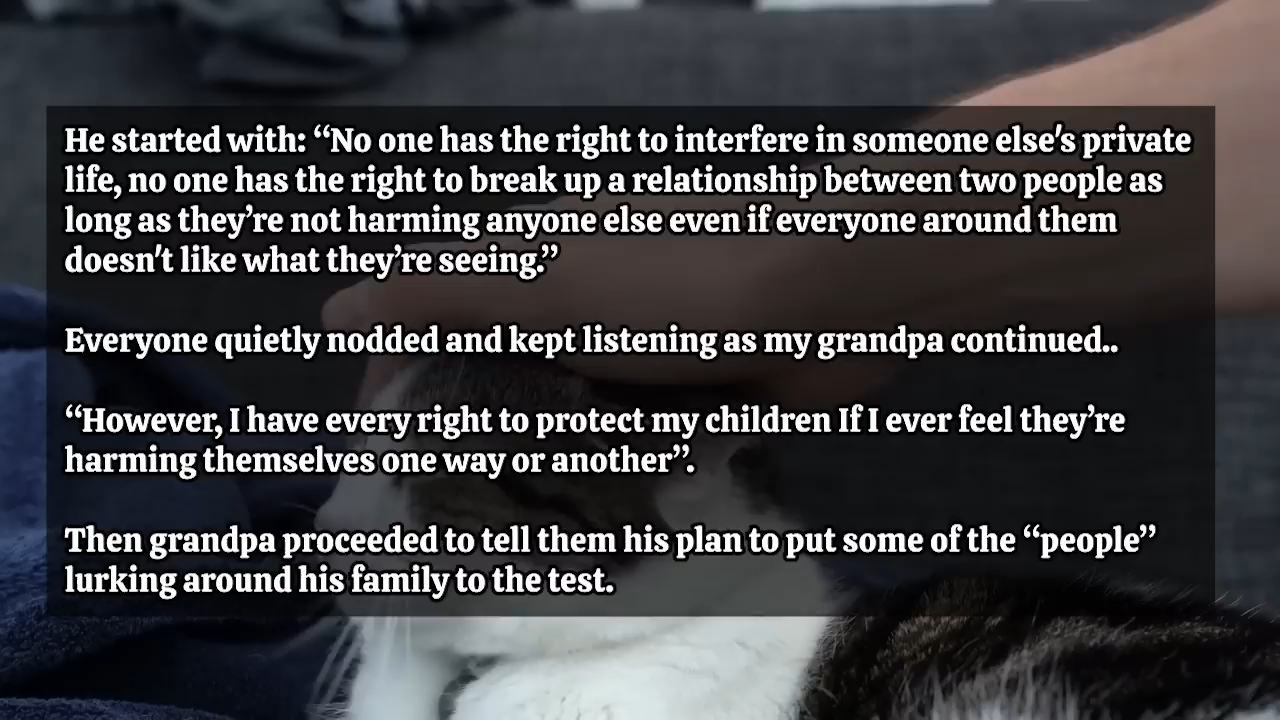 He started with: “No one has the right to interfere in someone else's private
life, no one has the right to break up a relationship between two people as
long as they’re not harming anyone else even if everyone around them
doesn't like what they’re seeing.”
Everyone quietly nodded and kept listening as my grandpa continued..
“However, I have every right to protect my children If I ever feel they’re
harming themselves one way or another”.
Then grandpa proceeded to tell them his plan to put some of the “people”
lurking around his family to the test.